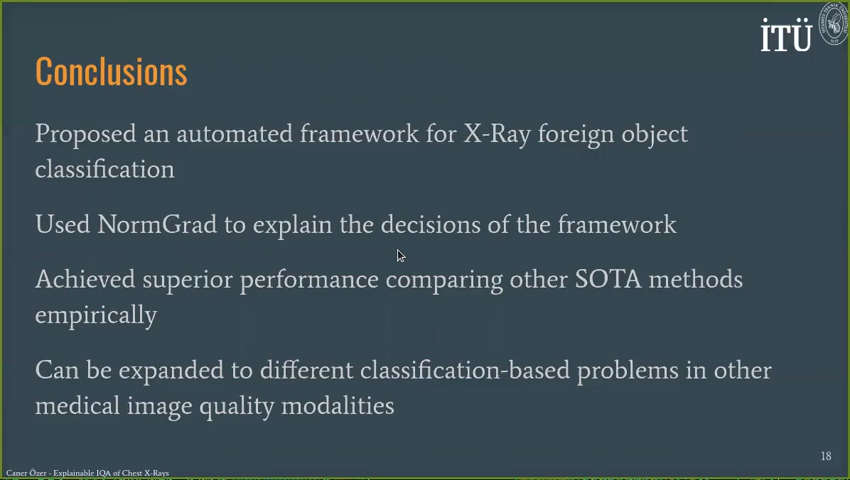 İTÜ
Conclusions
Proposed an automated framework for X-Ray foreign object
classification
Used NormGrad to explain the decisions of the framework
Achieved superior performance comparing other SOTA methods
empirically
Can be expanded to different classification-based problems in other
medical image quality modalities
18
Caner Özer - Explainable IQA of Chest X-Rays